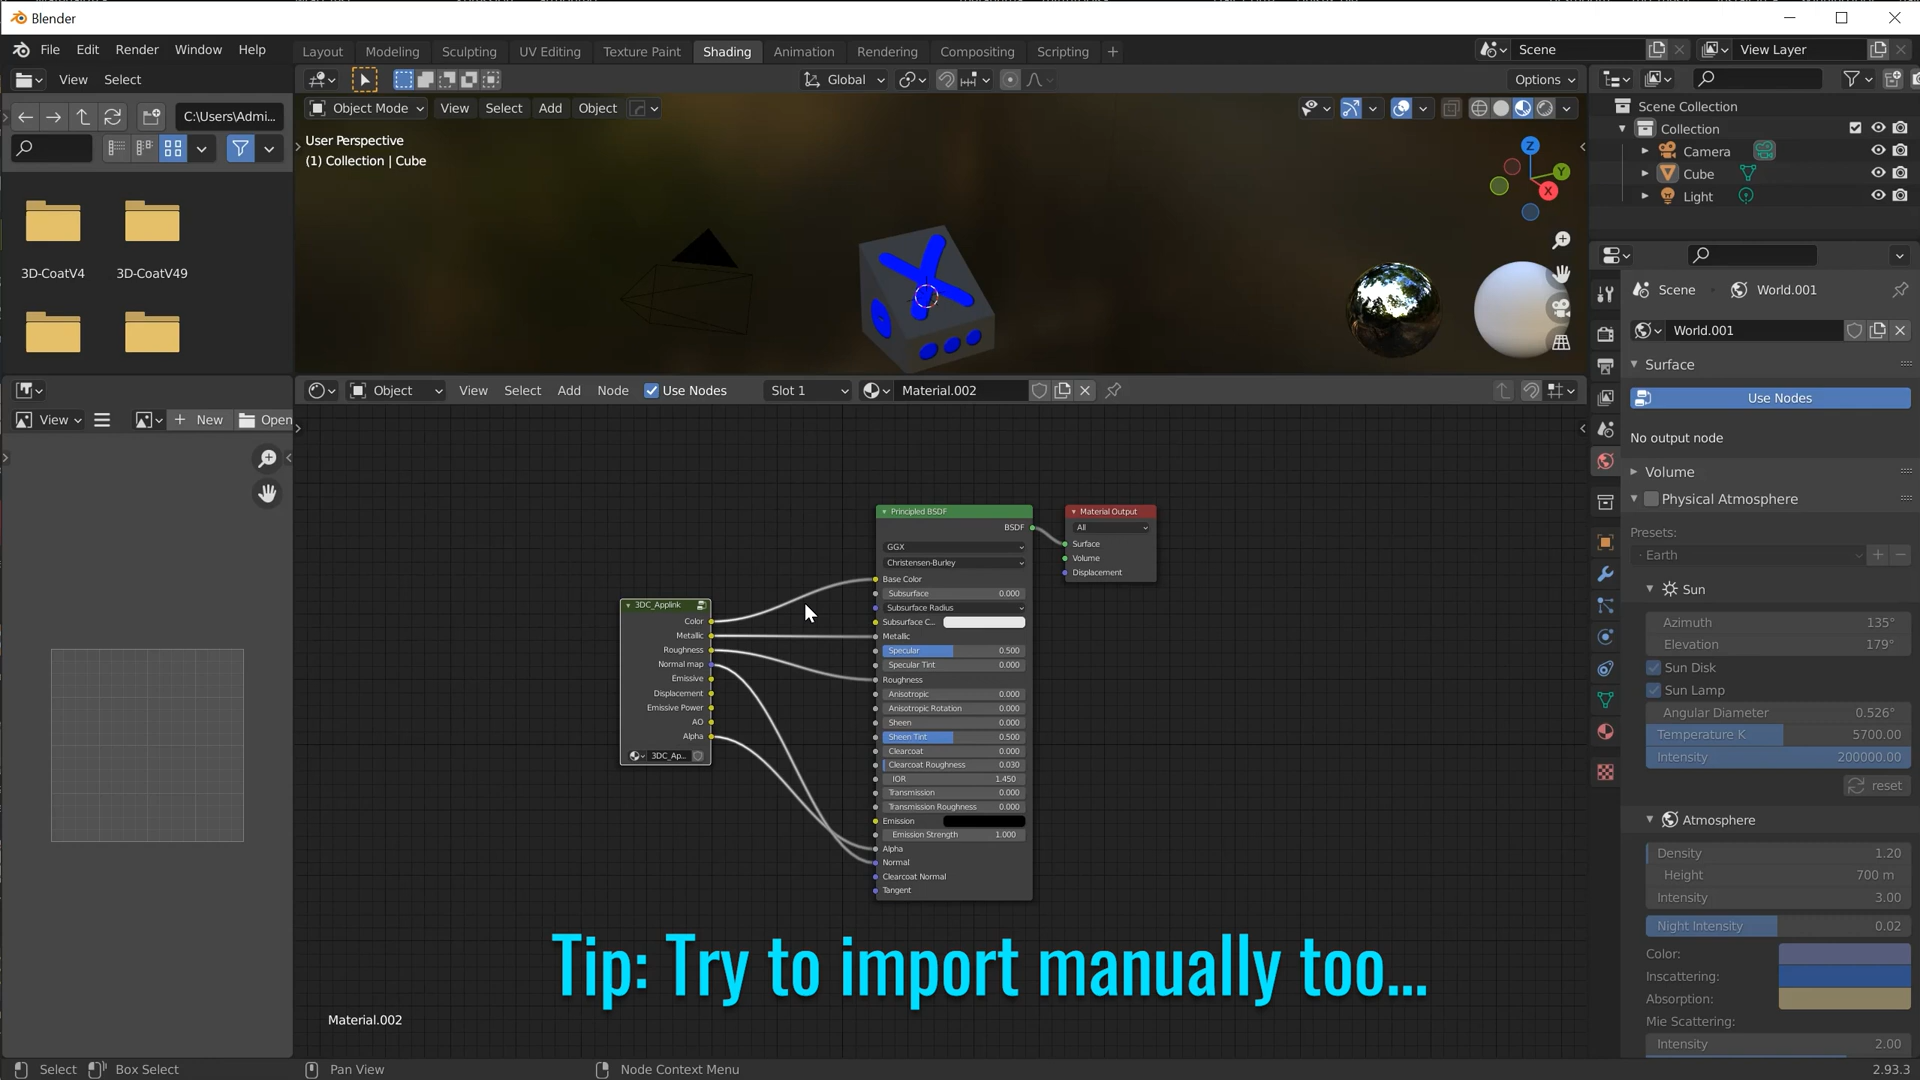 Blender
File Edit Render Window Help
Layout Modeling Sculpting UV Editing Texture Paint Shading Animation Rendering Compositing Scripting +
Scene
View Layer
View Select
Global
Options
C:\Users\Admi...
Object Mode View Select Add Object
User Perspective
(1) Collection | Cube
Z
Y
X
3D-CoatV4 3D-CoatV49
Scene Collection
Collection
Camera
Cube
Light
Scene World.001
World.001
Surface
Use Nodes
No output node
Volume
Physical Atmosphere
Presets:
Earth
Sun
Azimuth 135°
Elevation 179°
Sun Disk
Sun Lamp
Angular Diameter 0.526°
Temperature K 5700.00
Intensity 200000.00
reset
Atmosphere
Density 1.20
Height 700 m
Intensity 3.00
Night Intensity 0.02
Color:
Inscattering:
Absorption:
Mie Scattering:
Intensity 2.00
View New Open
Object View Select Add Node Use Nodes Slot 1 Material.002
3DC_Applink
Color
Metallic
Roughness
Normal map
Emissive
Displacement
Emissive Power
AO
Alpha
3DC_Ap...
Principled BSDF
BSDF
GGX
Christensen-Burley
Base Color
Subsurface 0.000
Subsurface Radius
Subsurface C...
Metallic
Specular 0.500
Specular Tint 0.000
Roughness
Anisotropic 0.000
Anisotropic Rotation 0.000
Sheen 0.000
Sheen Tint 0.500
Clearcoat 0.000
Clearcoat Roughness 0.030
IOR 1.450
Transmission 0.000
Transmission Roughness 0.000
Emission
Emission Strength 1.000
Alpha
Normal
Clearcoat Normal
Tangent
Material Output
All
Surface
Volume
Displacement
Tip: Try to import manually too...
Material.002
Select Box Select Pan View Node Context Menu 2.93.3